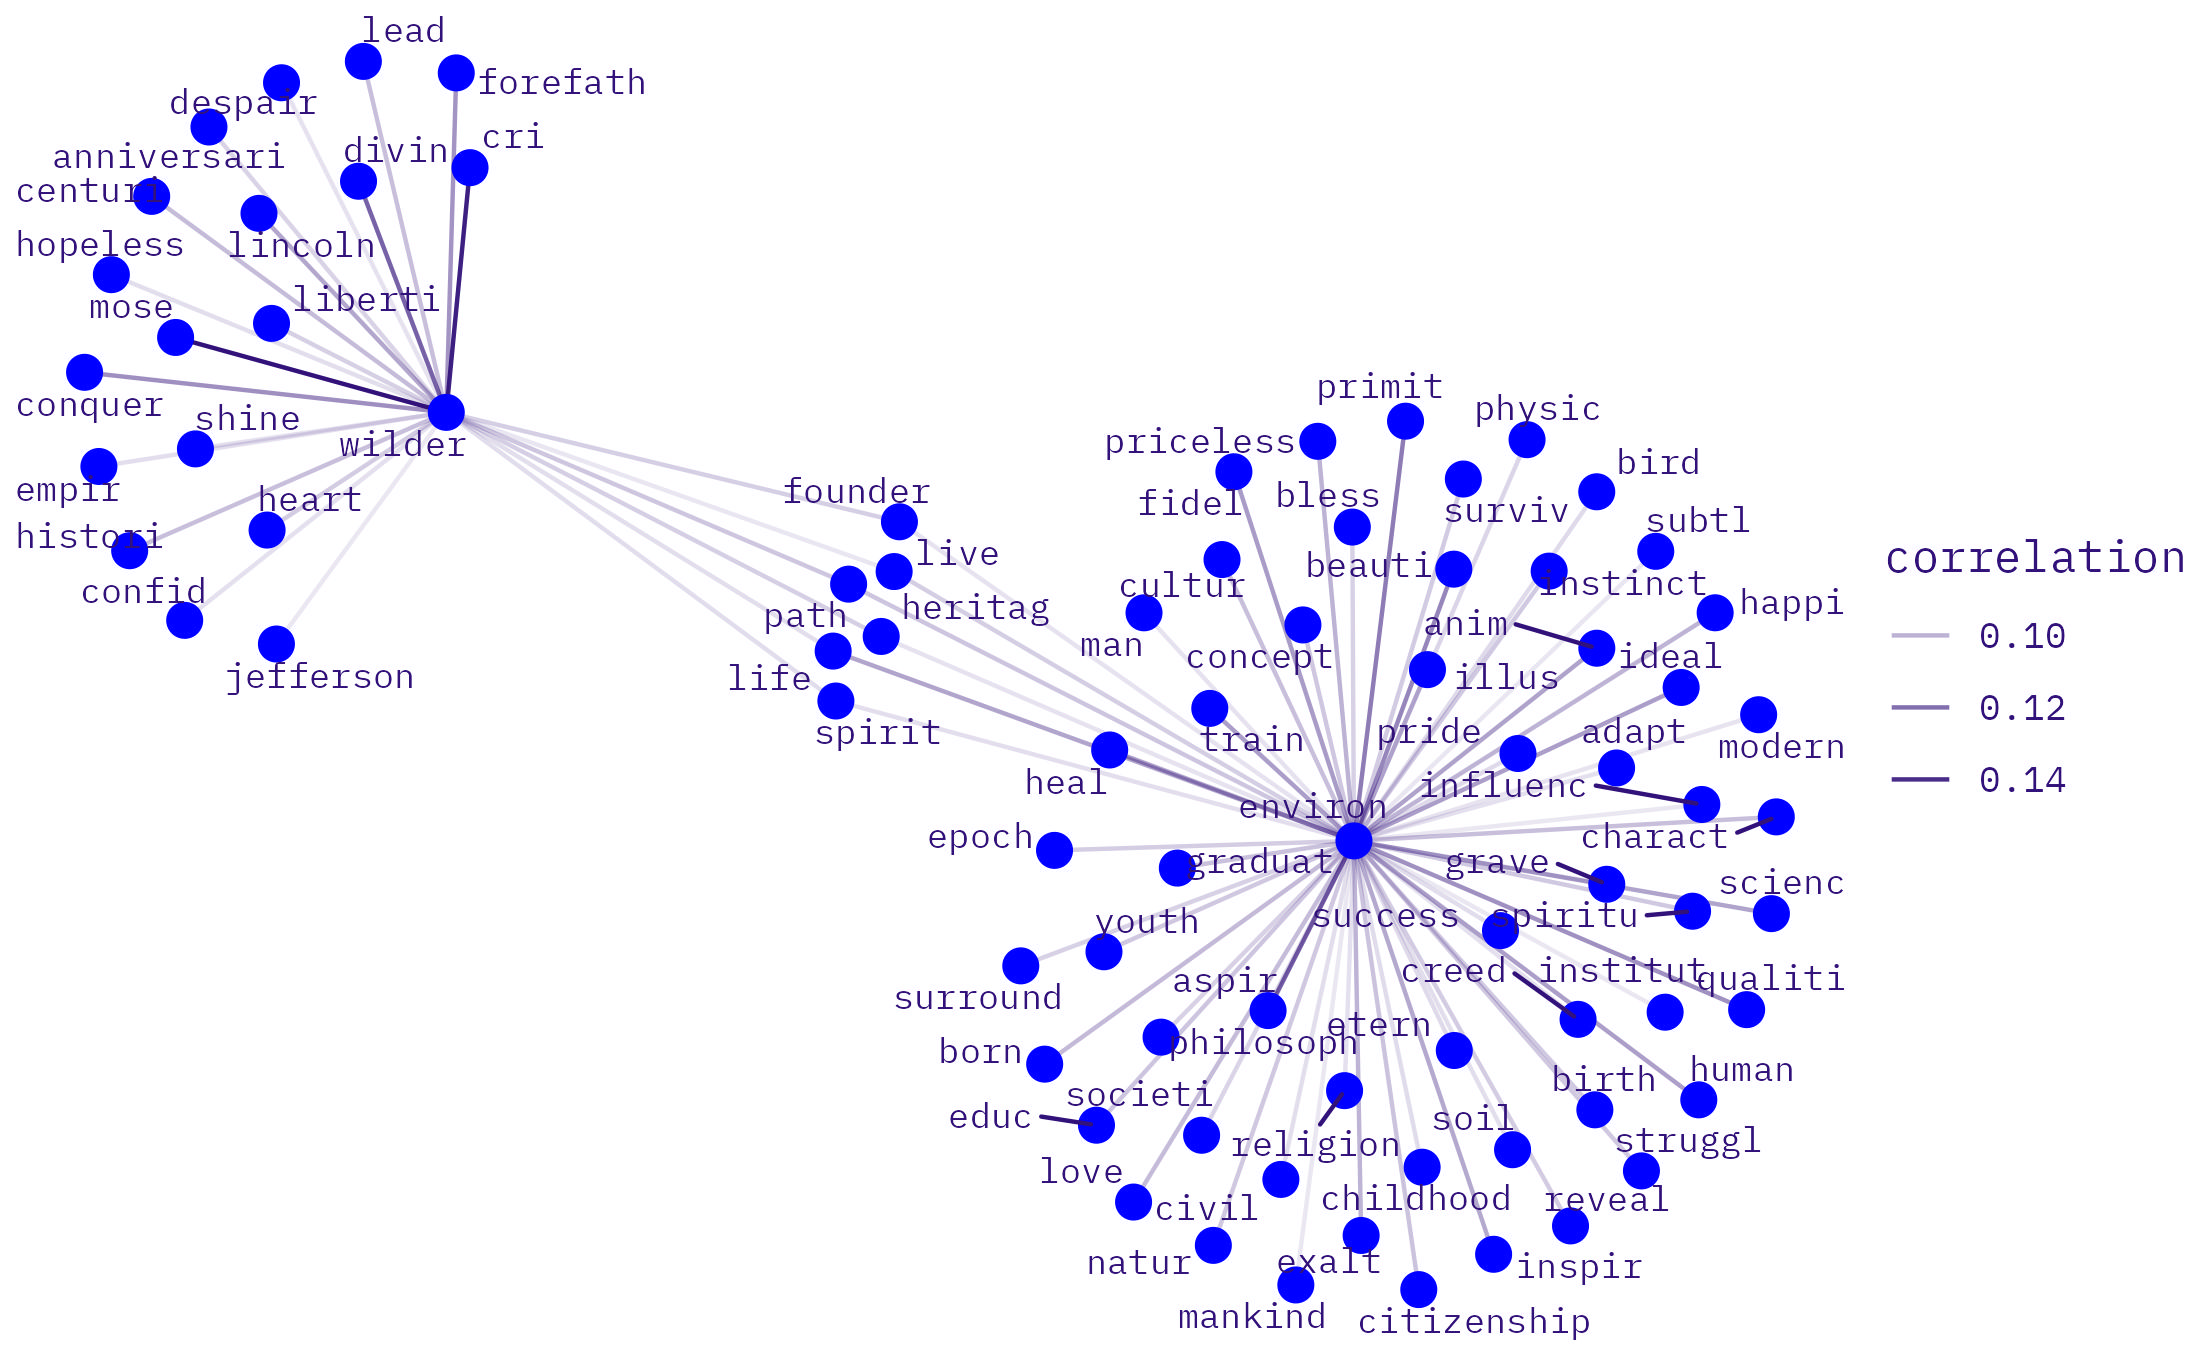 lead
forefath
despair
cri
divin
anniversari
centuri
lincoln
hopeless
liberti
mose
conquer
shine
wilder
empir
heart
histori
confid
jefferson
founder
live
heritag
path
life
spirit
primit
physic
priceless
bird
fidel
bless
surviv
subtl
beauti
cultur
instinct
happi
anim
man
concept
ideal
illus
train
pride
adapt
modern
heal
influenc
environ
epoch
charact
graduat
grave
scienc
youth
success
spiritu
surround
aspir
creed
institut
qualiti
etern
philosoph
born
human
birth
societi
educ
soil
religion
struggl
love
civil
childhood
reveal
natur
exalt
inspir
mankind
citizenship
correlation
0.10
0.12
0.14